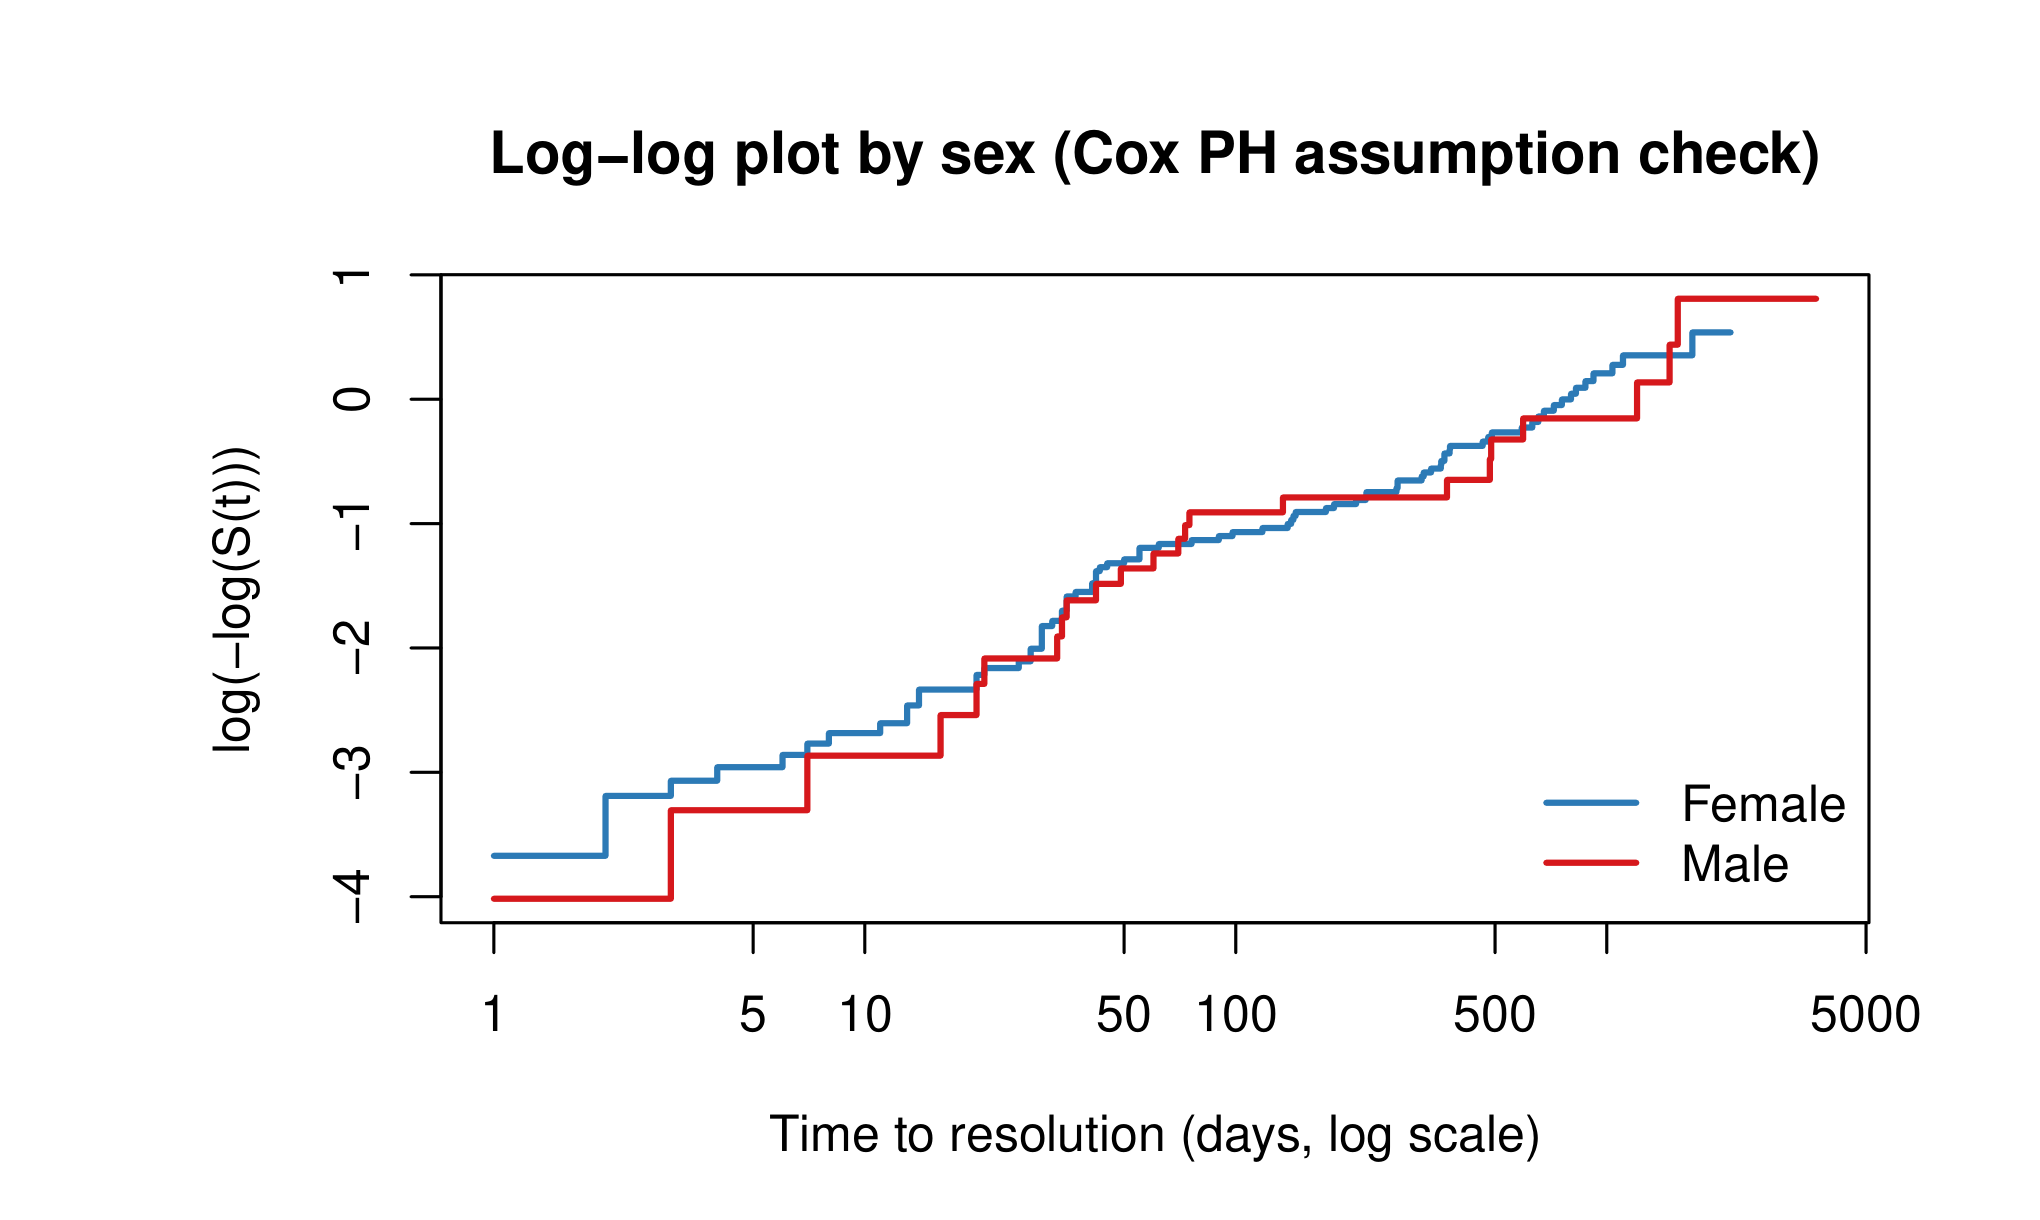 Log−log plot by sex (Cox PH assumption check)
log(−log(S(t)))
1
0
−1
−2
−3
−4
Female
Male
1 5 10 50 100 500 5000
Time to resolution (days, log scale)